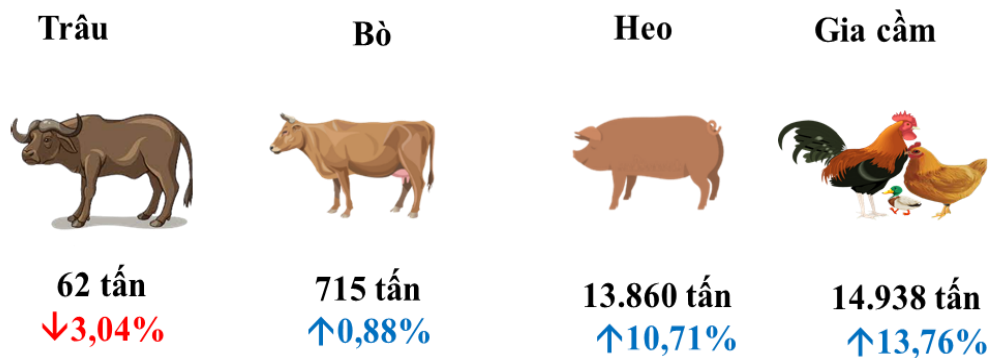 Trâu
Bò
Heo
Gia cầm
62 tấn
↓3,04%
715 tấn
↑0,88%
13.860 tấn
↑10,71%
14.938 tấn
↑13,76%